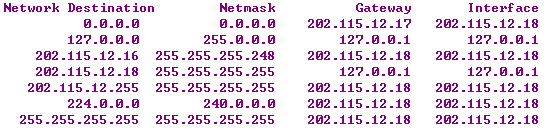 Network Destination Netmask Gateway Interface
0.0.0.0 0.0.0.0 202.115.12.17 202.115.12.18
127.0.0.0 255.0.0.0 127.0.0.1 127.0.0.1
202.115.12.16 255.255.255.248 202.115.12.18 202.115.12.18
202.115.12.18 255.255.255.255 127.0.0.1 127.0.0.1
202.115.12.255 255.255.255.255 202.115.12.18 202.115.12.18
224.0.0.0 240.0.0.0 202.115.12.18 202.115.12.18
255.255.255.255 255.255.255.255 202.115.12.18 202.115.12.18